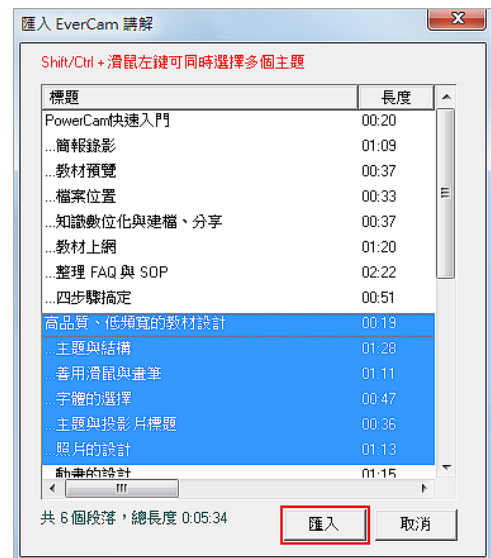 匯入 EverCam 講解
Shift/Ctrl + 滑鼠左鍵可同時選擇多個主題
標題 長度
PowerCam快速入門 00:20
...簡報錄影 01:09
...教材預覽 00:37
...檔案位置 00:33
...知識數位化與建檔、分享 00:37
...教材上網 01:20
...整理 FAQ 與 SOP 02:22
...四步驟搞定 00:51
高品質、低頻寬的教材設計 00:19
...主題與結構 01:28
...善用滑鼠與畫筆 01:11
...字體的選擇 00:47
...主題與投影片標題 00:36
...照片的設計 01:13
...動畫的設計 01:15
共 6 個段落，總長度 0:05:34
匯入 取消